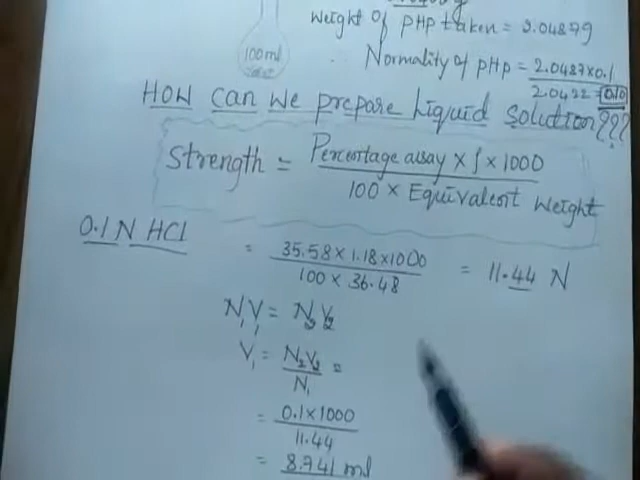 Weight of PHP taken = 2.0487g
100ml
Normality of PHP = 2.0487×0.1
2.0422
HOW can we prepare Liquid Solution???
Strength = Percentage assay × ƒ × 1000
100 × Equivalent Weight
0.1 N HCl
= 35.58 × 1.18 × 1000
100 × 36.48
= 11.44 N
N₁V₁ = N₂V₂
V₁ = N₂V₂ =
N₁
= 0.1 × 1000
11.44
= 8.741 ml